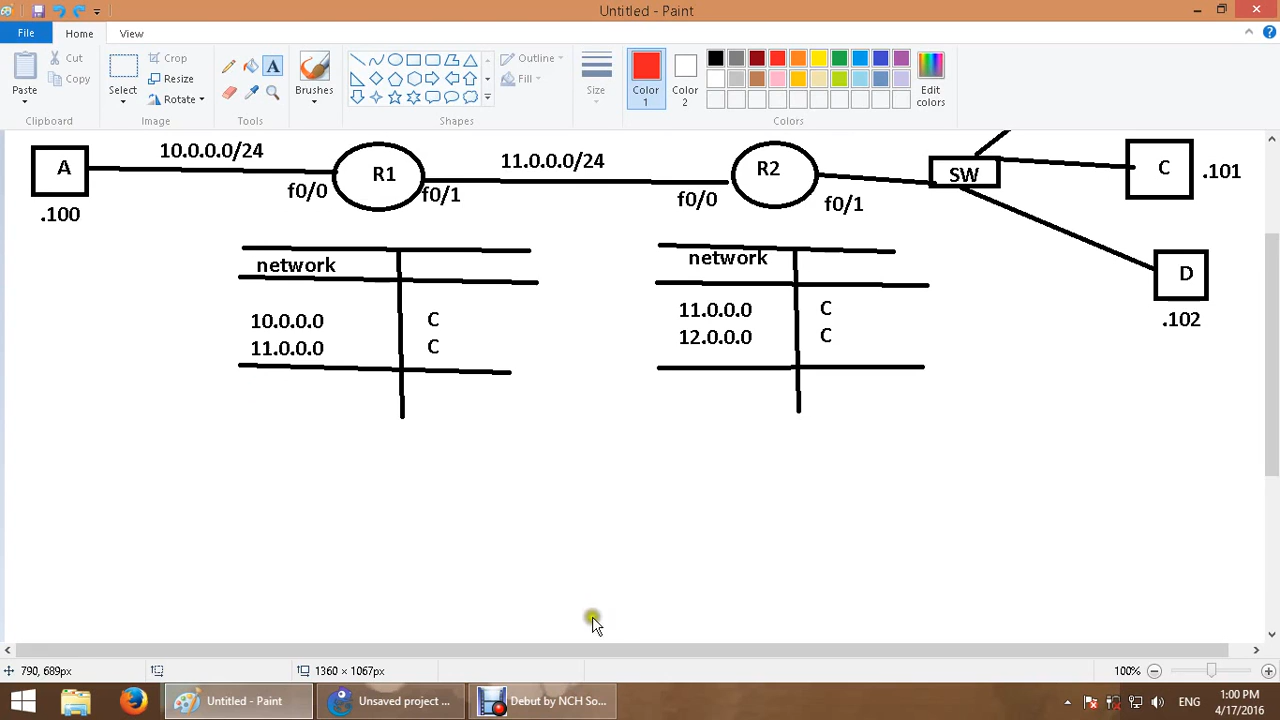 Untitled - Paint
File
Home
View
Paste
Cut
Copy
Clipboard
Select
Crop
Resize
Rotate
Image
A
Tools
Brushes
Outline
Fill
Shapes
Size
Color
1
Color
2
Edit
colors
Colors
A
.100
10.0.0.0/24
f0/0
R1
f0/1
11.0.0.0/24
f0/0
R2
f0/1
SW
C
.101
D
.102
network
10.0.0.0 C
11.0.0.0 C
network
11.0.0.0 C
12.0.0.0 C
790, 689px
1360 × 1067px
100%
Untitled - Paint
Unsaved project ...
Debut by NCH So...
ENG
1:00 PM
4/17/2016